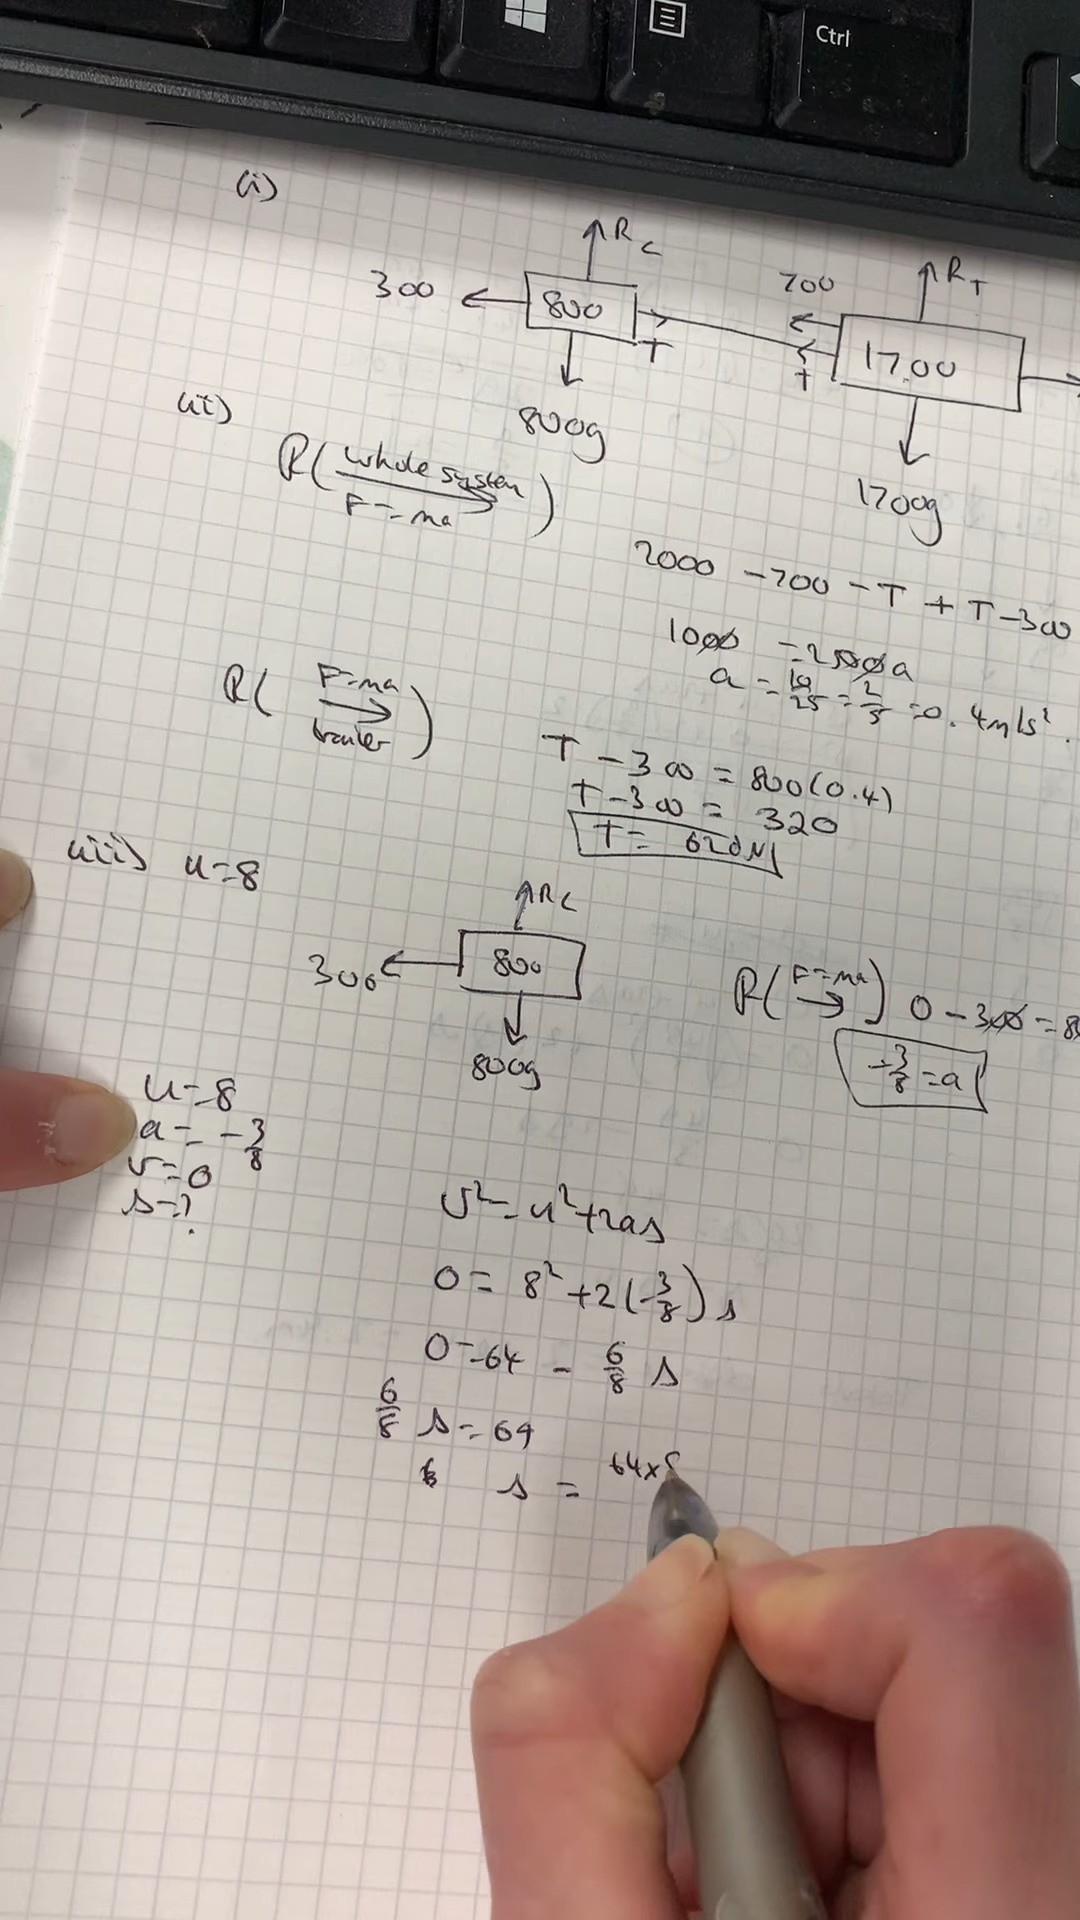 Ctrl
(i)
R_C
300
800
T
800g
700
R_T
1700
T
1700g
(ii)
R( whole system F=ma )
2000 - 700 - T + T - 300
1000 = 2500a
a = 10/25 = 2/5 = 0.4 m/s².
R( F=ma trailer )
T - 300 = 800(0.4)
T - 300 = 320
T = 620N
(iii) u=8
R_C
300
800
800g
R( F=ma ) 0 - 300 = 80
-3/8 = a
u=8
a= -3/8
v=0
s=?
v² = u² + 2as
0 = 8² + 2(-3/8)s
0=64 - 6/8 s
6/8 s = 64
s = 64×